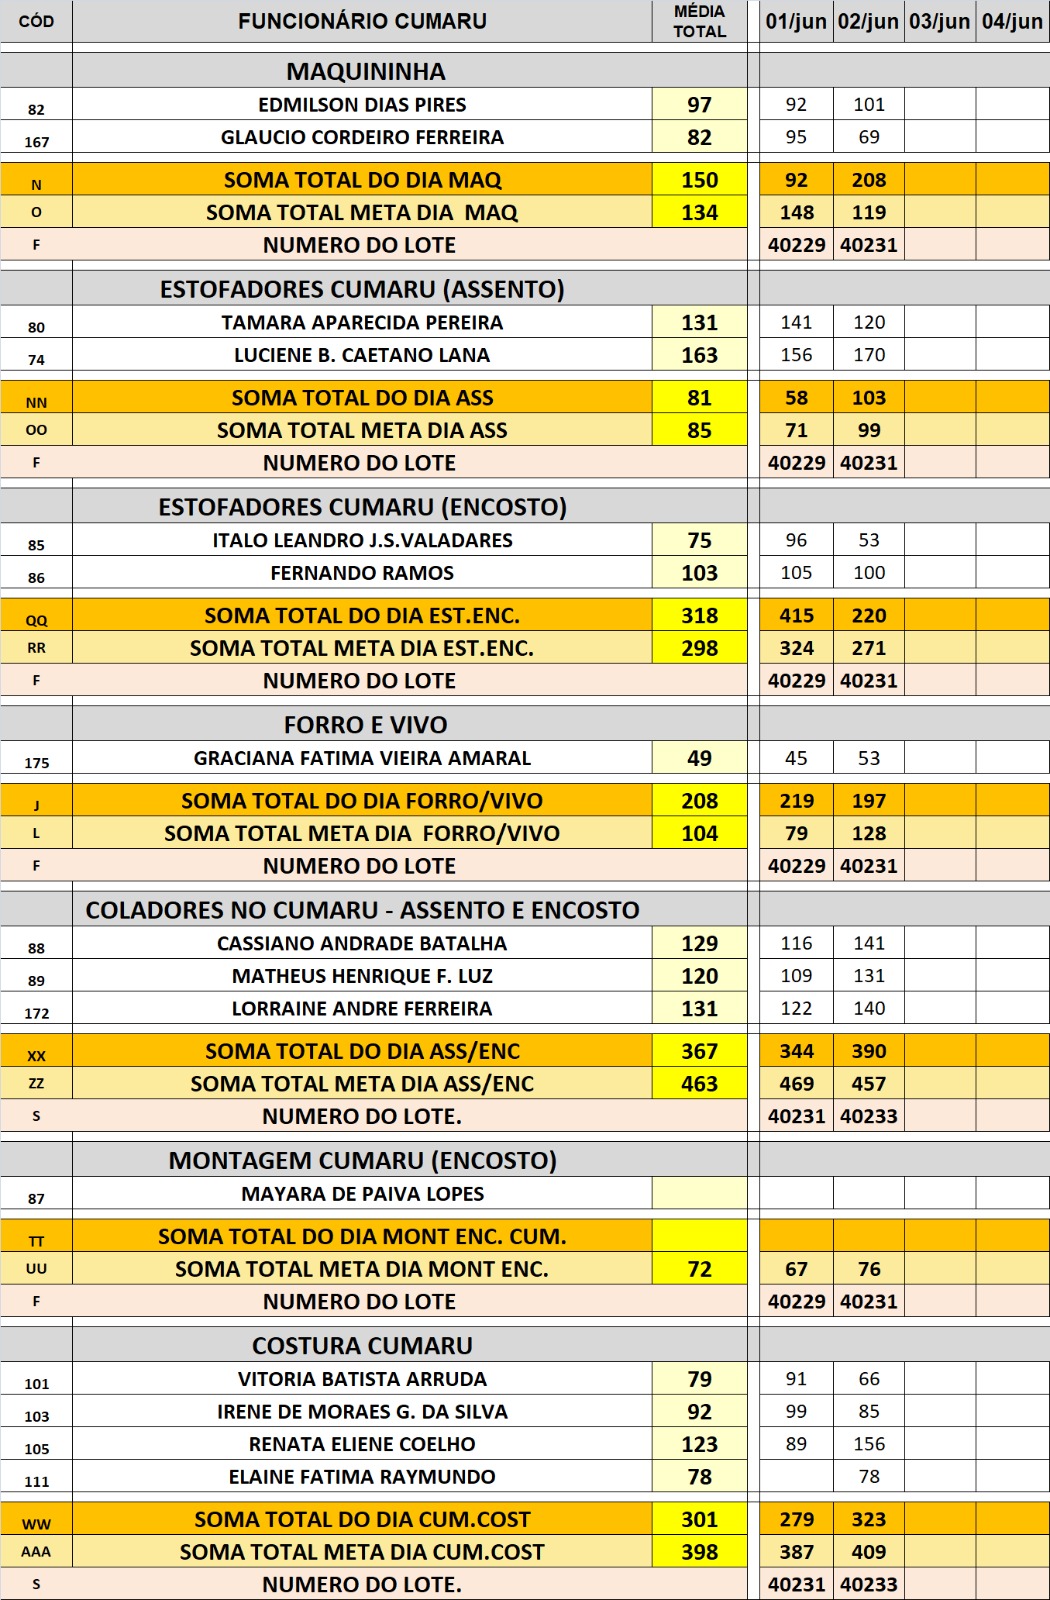 CÓD FUNCIONÁRIO CUMARU MÉDIA TOTAL 01/jun 02/jun 03/jun 04/jun
MAQUININHA
82 EDMILSON DIAS PIRES 97 92 101
167 GLAUCIO CORDEIRO FERREIRA 82 95 69
N SOMA TOTAL DO DIA MAQ 150 92 208
O SOMA TOTAL META DIA MAQ 134 148 119
F NUMERO DO LOTE 40229 40231
ESTOFADORES CUMARU (ASSENTO)
80 TAMARA APARECIDA PEREIRA 131 141 120
74 LUCIENE B. CAETANO LANA 163 156 170
NN SOMA TOTAL DO DIA ASS 81 58 103
OO SOMA TOTAL META DIA ASS 85 71 99
F NUMERO DO LOTE 40229 40231
ESTOFADORES CUMARU (ENCOSTO)
85 ITALO LEANDRO J.S.VALADARES 75 96 53
86 FERNANDO RAMOS 103 105 100
QQ SOMA TOTAL DO DIA EST.ENC. 318 415 220
RR SOMA TOTAL META DIA EST.ENC. 298 324 271
F NUMERO DO LOTE 40229 40231
FORRO E VIVO
175 GRACIANA FATIMA VIEIRA AMARAL 49 45 53
J SOMA TOTAL DO DIA FORRO/VIVO 208 219 197
L SOMA TOTAL META DIA FORRO/VIVO 104 79 128
F NUMERO DO LOTE 40229 40231
COLADORES NO CUMARU - ASSENTO E ENCOSTO
88 CASSIANO ANDRADE BATALHA 129 116 141
89 MATHEUS HENRIQUE F. LUZ 120 109 131
172 LORRAINE ANDRE FERREIRA 131 122 140
XX SOMA TOTAL DO DIA ASS/ENC 367 344 390
ZZ SOMA TOTAL META DIA ASS/ENC 463 469 457
S NUMERO DO LOTE. 40231 40233
MONTAGEM CUMARU (ENCOSTO)
87 MAYARA DE PAIVA LOPES
TT SOMA TOTAL DO DIA MONT ENC. CUM.
UU SOMA TOTAL META DIA MONT ENC. 72 67 76
F NUMERO DO LOTE 40229 40231
COSTURA CUMARU
101 VITORIA BATISTA ARRUDA 79 91 66
103 IRENE DE MORAES G. DA SILVA 92 99 85
105 RENATA ELIENE COELHO 123 89 156
111 ELAINE FATIMA RAYMUNDO 78 78
WW SOMA TOTAL DO DIA CUM.COST 301 279 323
AAA SOMA TOTAL META DIA CUM.COST 398 387 409
S NUMERO DO LOTE. 40231 40233